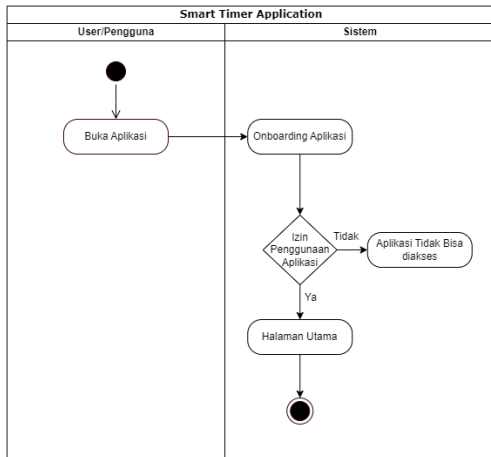 Smart Timer Application
User/Pengguna
Sistem
Buka Aplikasi
Onboarding Aplikasi
Izin
Penggunaan
Aplikasi
Tidak
Aplikasi Tidak Bisa
diakses
Ya
Halaman Utama